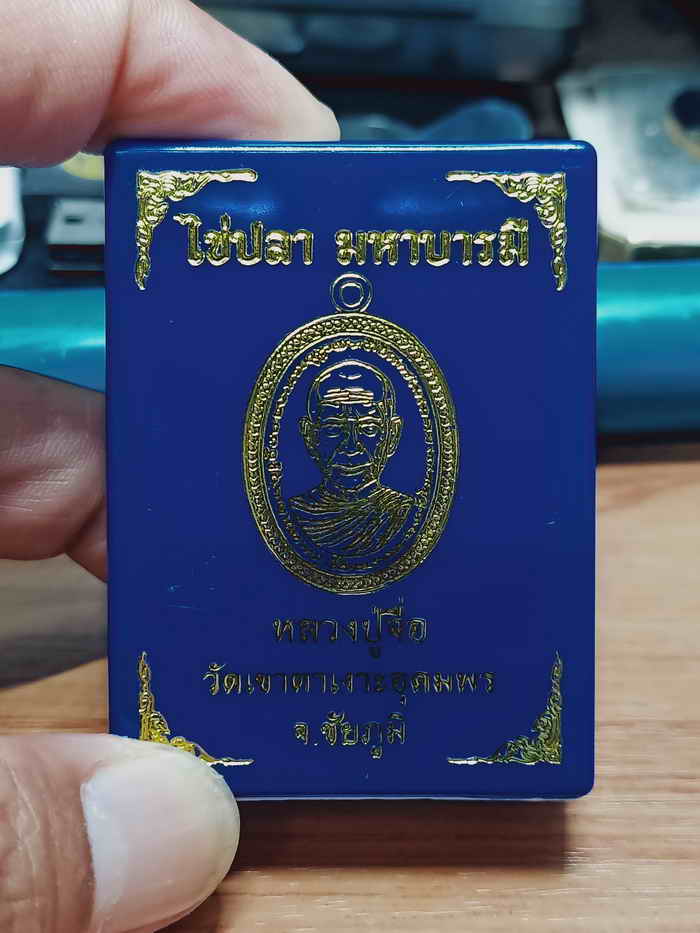 ไข่ปลา มหาบารมี
หลวงปู่จื่อ
วัดเขาตาเงาะอุดมพร
จ.ชัยภูมิ